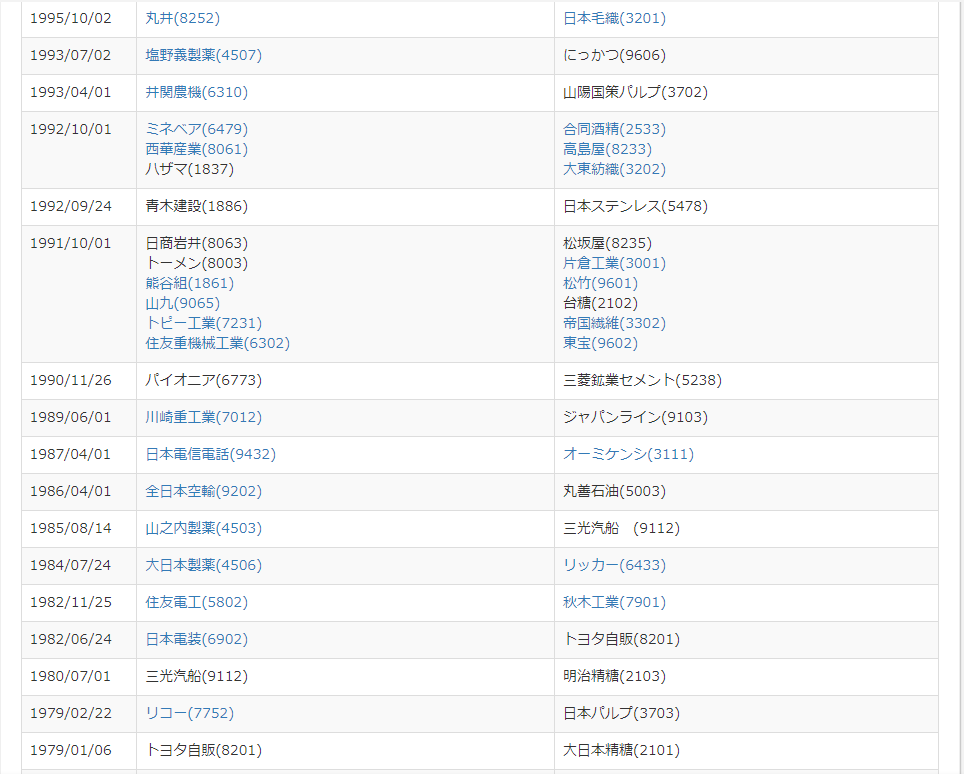 1995/10/02 丸井(8252) 日本毛織(3201)
1993/07/02 塩野義製薬(4507) にっかつ(9606)
1993/04/01 井関農機(6310) 山陽国策パルプ(3702)
1992/10/01 ミネベア(6479) 合同酒精(2533)
西華産業(8061) 高島屋(8233)
ハザマ(1837) 大東紡織(3202)
1992/09/24 青木建設(1886) 日本ステンレス(5478)
1991/10/01 日商岩井(8063) 松坂屋(8235)
トーメン(8003) 片倉工業(3001)
熊谷組(1861) 松竹(9601)
山九(9065) 台糖(2102)
トピー工業(7231) 帝国繊維(3302)
住友重機械工業(6302) 東宝(9602)
1990/11/26 パイオニア(6773) 三菱鉱業セメント(5238)
1989/06/01 川崎重工業(7012) ジャパンライン(9103)
1987/04/01 日本電信電話(9432) オーミケンシ(3111)
1986/04/01 全日本空輸(9202) 丸善石油(5003)
1985/08/14 山之内製薬(4503) 三光汽船　(9112)
1984/07/24 大日本製薬(4506) リッカー(6433)
1982/11/25 住友電工(5802) 秋木工業(7901)
1982/06/24 日本電装(6902) トヨタ自販(8201)
1980/07/01 三光汽船(9112) 明治精糖(2103)
1979/02/22 リコー(7752) 日本パルプ(3703)
1979/01/06 トヨタ自販(8201) 大日本精糖(2101)